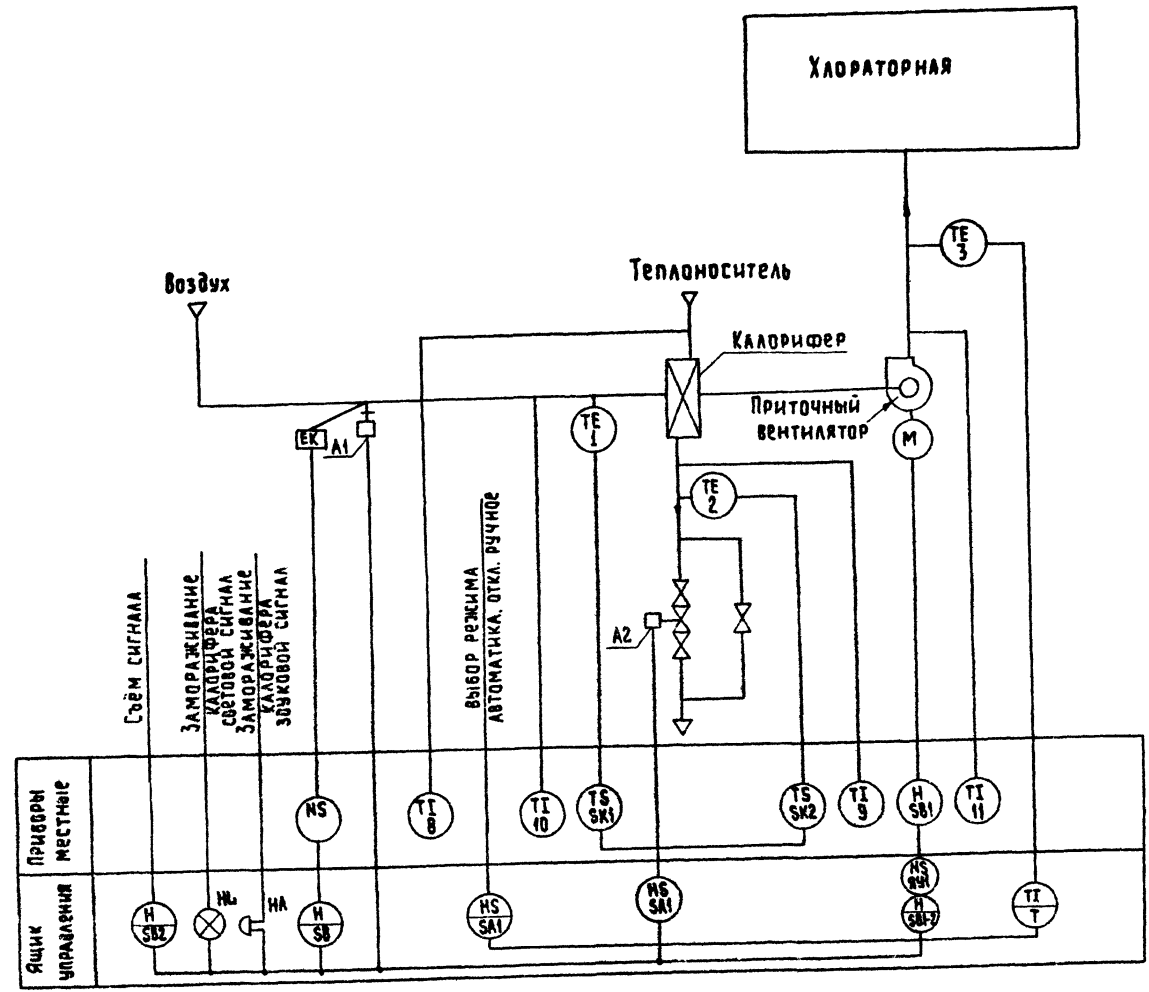 Хлораторная
TE
3
Воздух
Теплоноситель
Калорифер
Приточный
вентилятор
M
EK
A1
TE
1
TE
2
A2
Съём сигнала
Замораживание
калорифера
световой сигнал
Замораживание
калорифера
звуковой сигнал
Выбор режима
автоматика, откл. ручное
Приборы
местные
NS
TI
8
TI
10
TS
SK1
TS
SK2
TI
9
H
SB1
TI
11
Ящик
управления
H
SB2
HL
HA
H
SB
HS
SA1
HS
SA1
HS
ЯУ1
H
SB1-2
TI
T